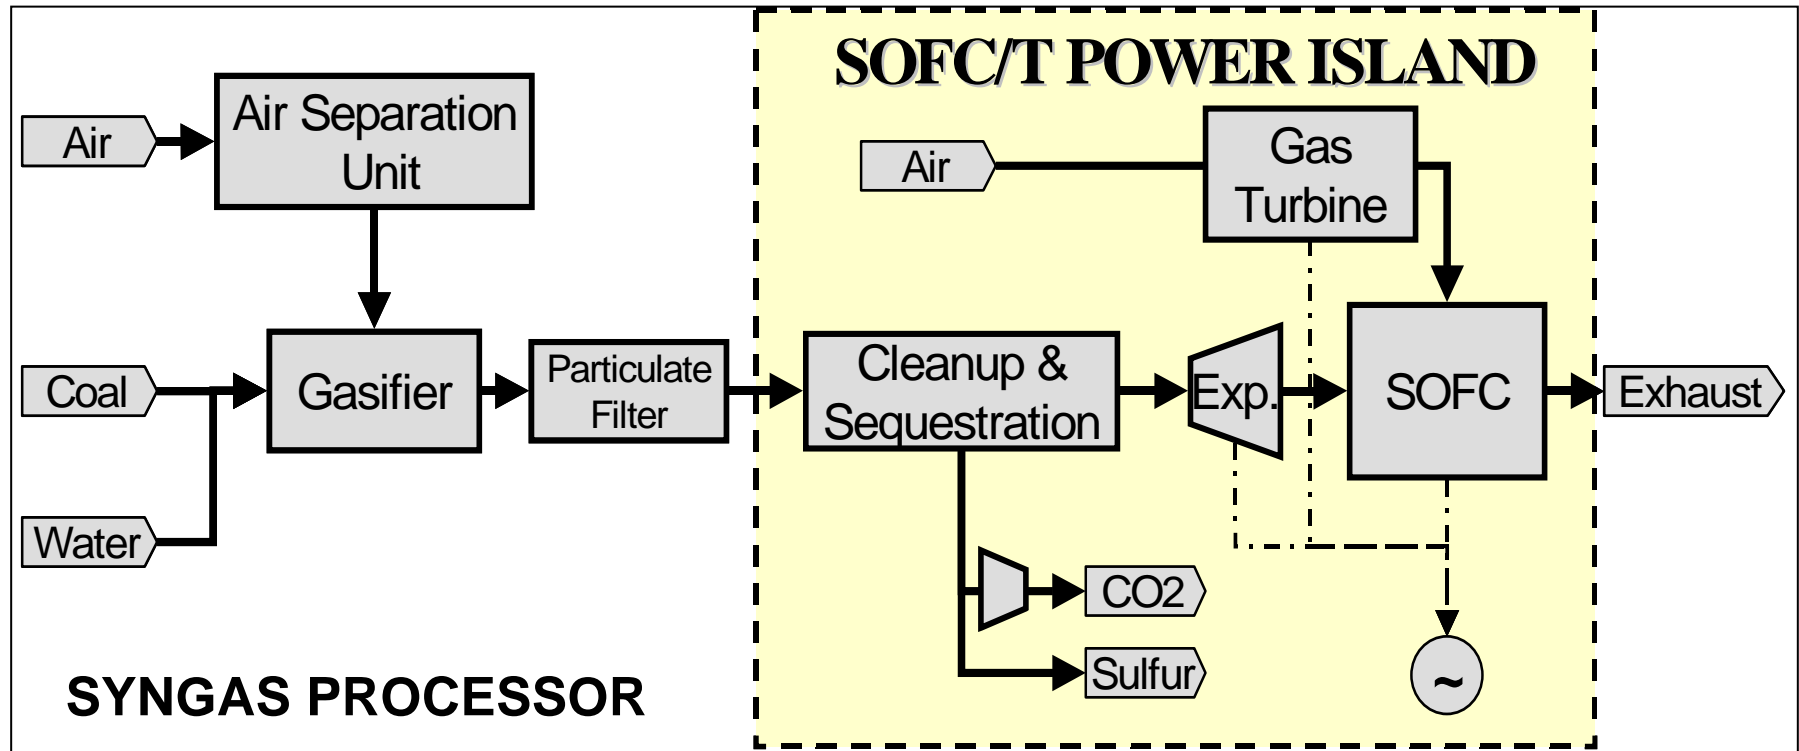 SOFC/T POWER ISLAND
Air Separation
Unit
Air
Gas
Turbine
Air
Coal
Water
Gasifier
Particulate
Filter
Cleanup &
Sequestration
Exp.
SOFC
Exhaust
CO2
Sulfur
~
SYNGAS PROCESSOR